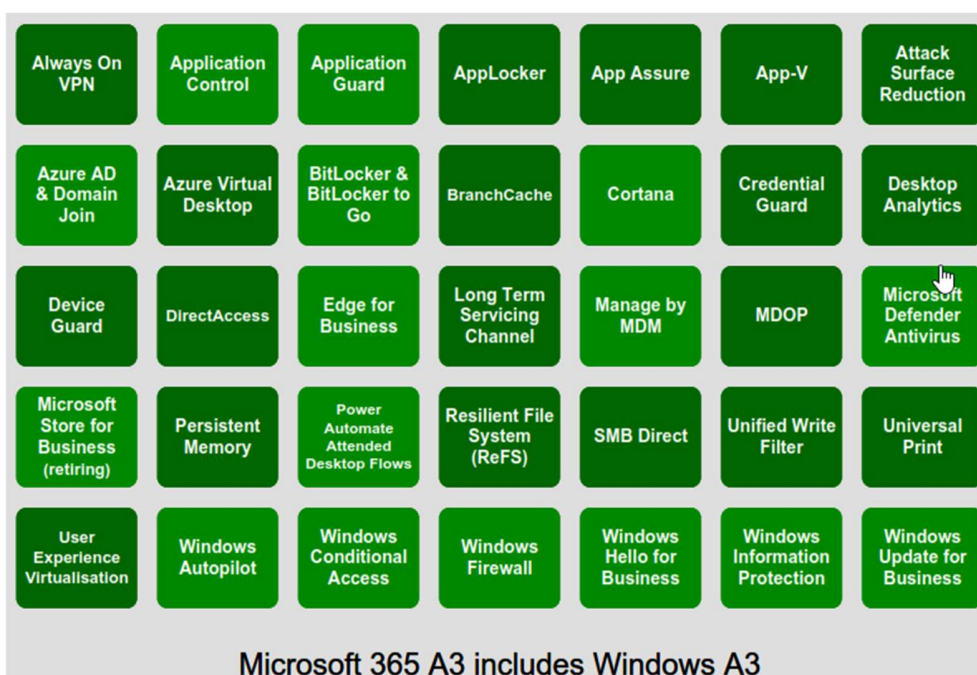 Always On
VPN
Application
Control
Application
Guard
AppLocker
App Assure
App-V
Attack
Surface
Reduction
Azure AD
& Domain
Join
Azure Virtual
Desktop
BitLocker &
BitLocker to
Go
BranchCache
Cortana
Credential
Guard
Desktop
Analytics
Device
Guard
DirectAccess
Edge for
Business
Long Term
Servicing
Channel
Manage by
MDM
MDOP
Microsoft
Defender
Antivirus
Microsoft
Store for
Business
(retiring)
Persistent
Memory
Power
Automate
Attended
Desktop Flows
Resilient File
System
(ReFS)
SMB Direct
Unified Write
Filter
Universal
Print
User
Experience
Virtualisation
Windows
Autopilot
Windows
Conditional
Access
Windows
Firewall
Windows
Hello for
Business
Windows
Information
Protection
Windows
Update for
Business
Microsoft 365 A3 includes Windows A3